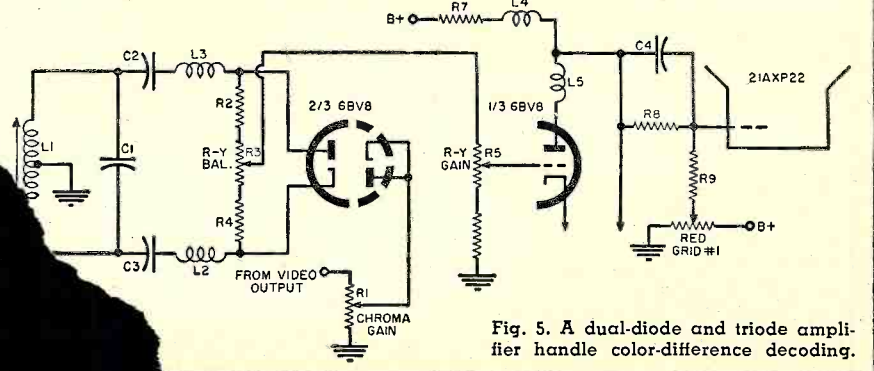 B+
R7
L4
C2
L3
C4
L5
21AXP22
R2
2/3 6BV8
1/3 6BV8
R8
L1
C1
R-Y
BAL.
R3
R-Y
GAIN
R5
R9
R4
B+
RED
GRID #1
C3
L2
FROM VIDEO
OUTPUT
R1
CHROMA
GAIN
Fig. 5. A dual-diode and triode ampli-
fier handle color-difference decoding.